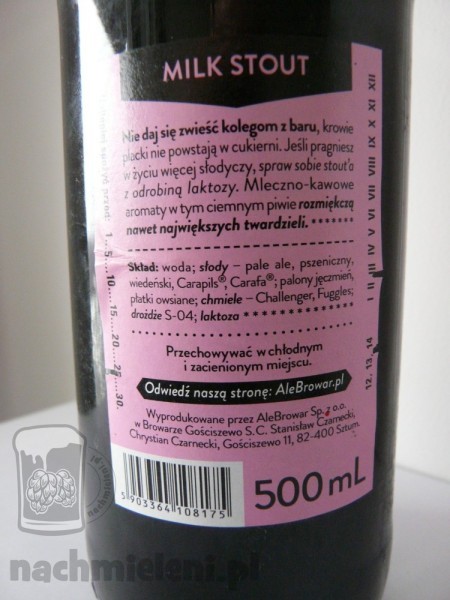 MILK STOUT
Nie daj się zwieść kolegom z baru, krowie
placki nie powstają w cukierni. Jeśli pragniesz
w życiu więcej słodyczy, spraw sobie stout'a
z odrobiną laktozy. Mleczno-kawowe
aromaty w tym ciemnym piwie rozmiękczą
nawet największych twardzieli. *******
Skład: woda; słody – pale ale, pszeniczny,
wiedeński, Carapils®, Carafa®; palony jęczmień,
płatki owsiane; chmiele – Challenger, Fuggles;
drożdże S-04; laktoza ****************
Przechowywać w chłodnym
i zacienionym miejscu.
Odwiedź naszą stronę: AleBrowar.pl
Wyprodukowane przez AleBrowar Sp. z o.o.
w Browarze Gościszewo S.C. Stanisław Czarnecki,
Chrystian Czarnecki, Gościszewo 11, 82-400 Sztum.
5 903364 108175
500 mL
1...5....10....15....20....25....30.
I II III IV V VI VII VIII IX X XI XII
12. 13. 14
nachmieleni.pl
nachmieleni.pl